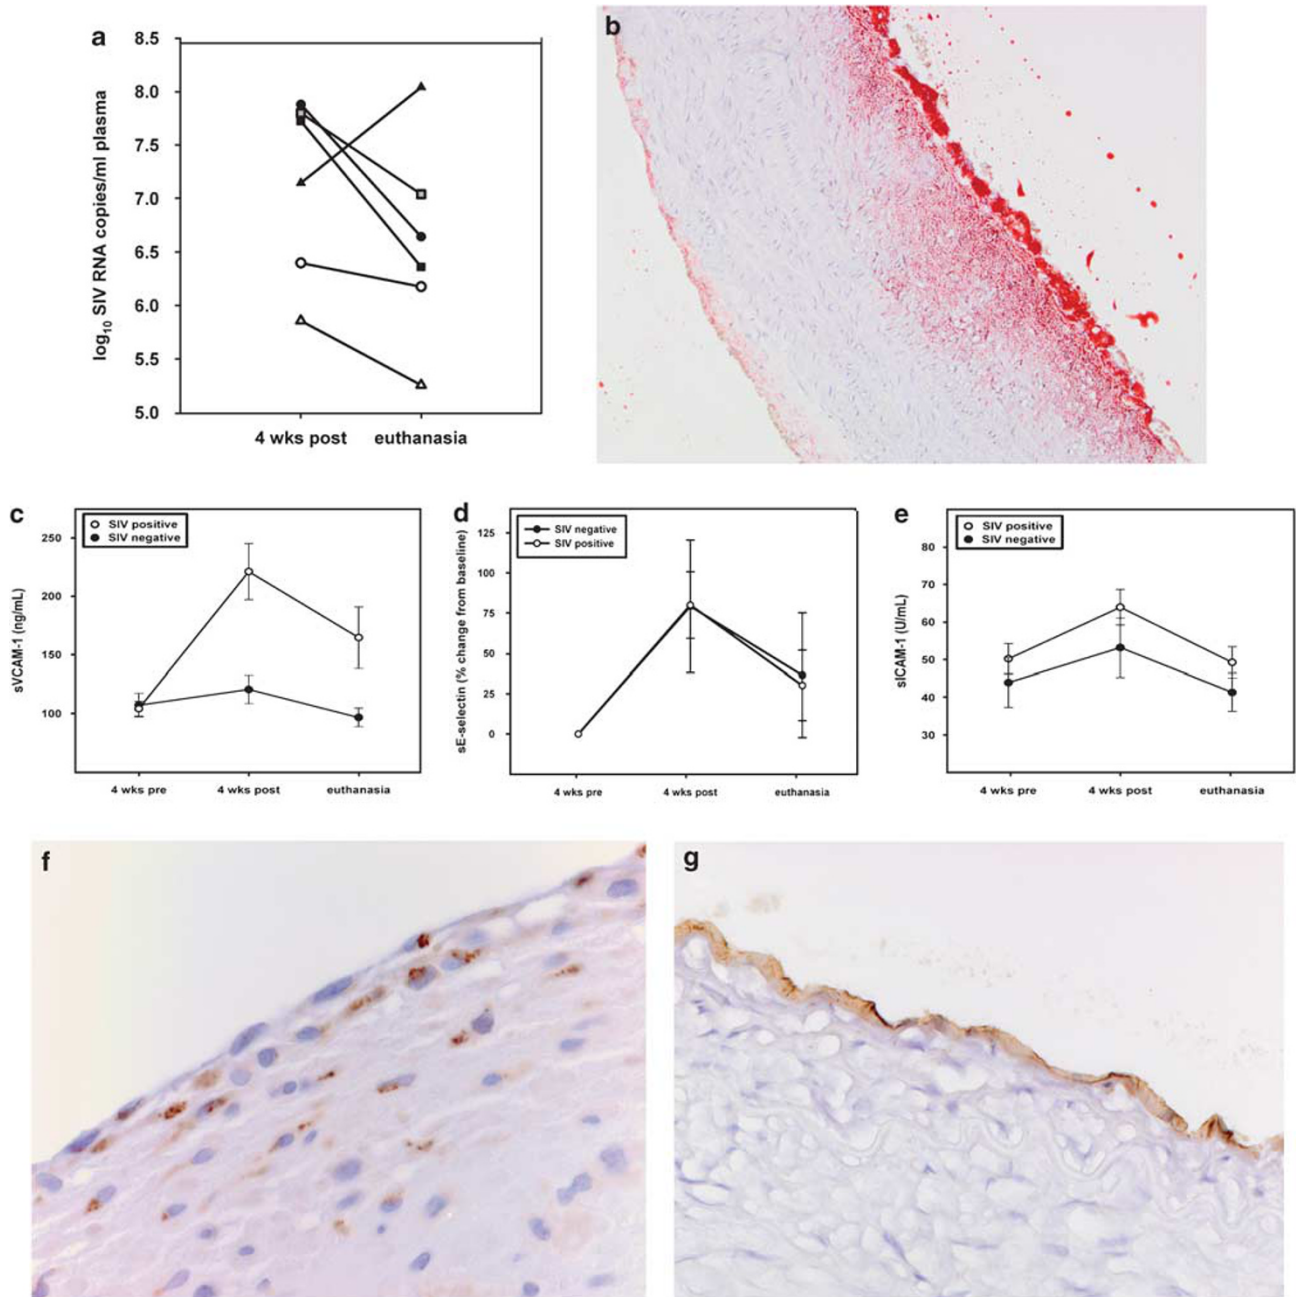 a
8.5
8.0
7.5
7.0
6.5
6.0
5.5
5.0
log10 SIV RNA copies/ml plasma
4 wks post euthanasia
b
c
SIV positive
SIV negative
250
200
150
100
sVCAM-1 (ng/mL)
4 wks pre 4 wks post euthanasia
d
SIV negative
SIV positive
125
100
75
50
25
0
sE-selectin (% change from baseline)
4 wks pre 4 wks post euthanasia
e
SIV positive
SIV negative
80
70
60
50
40
30
sICAM-1 (U/mL)
4 wks pre 4 wks post euthanasia
f
g